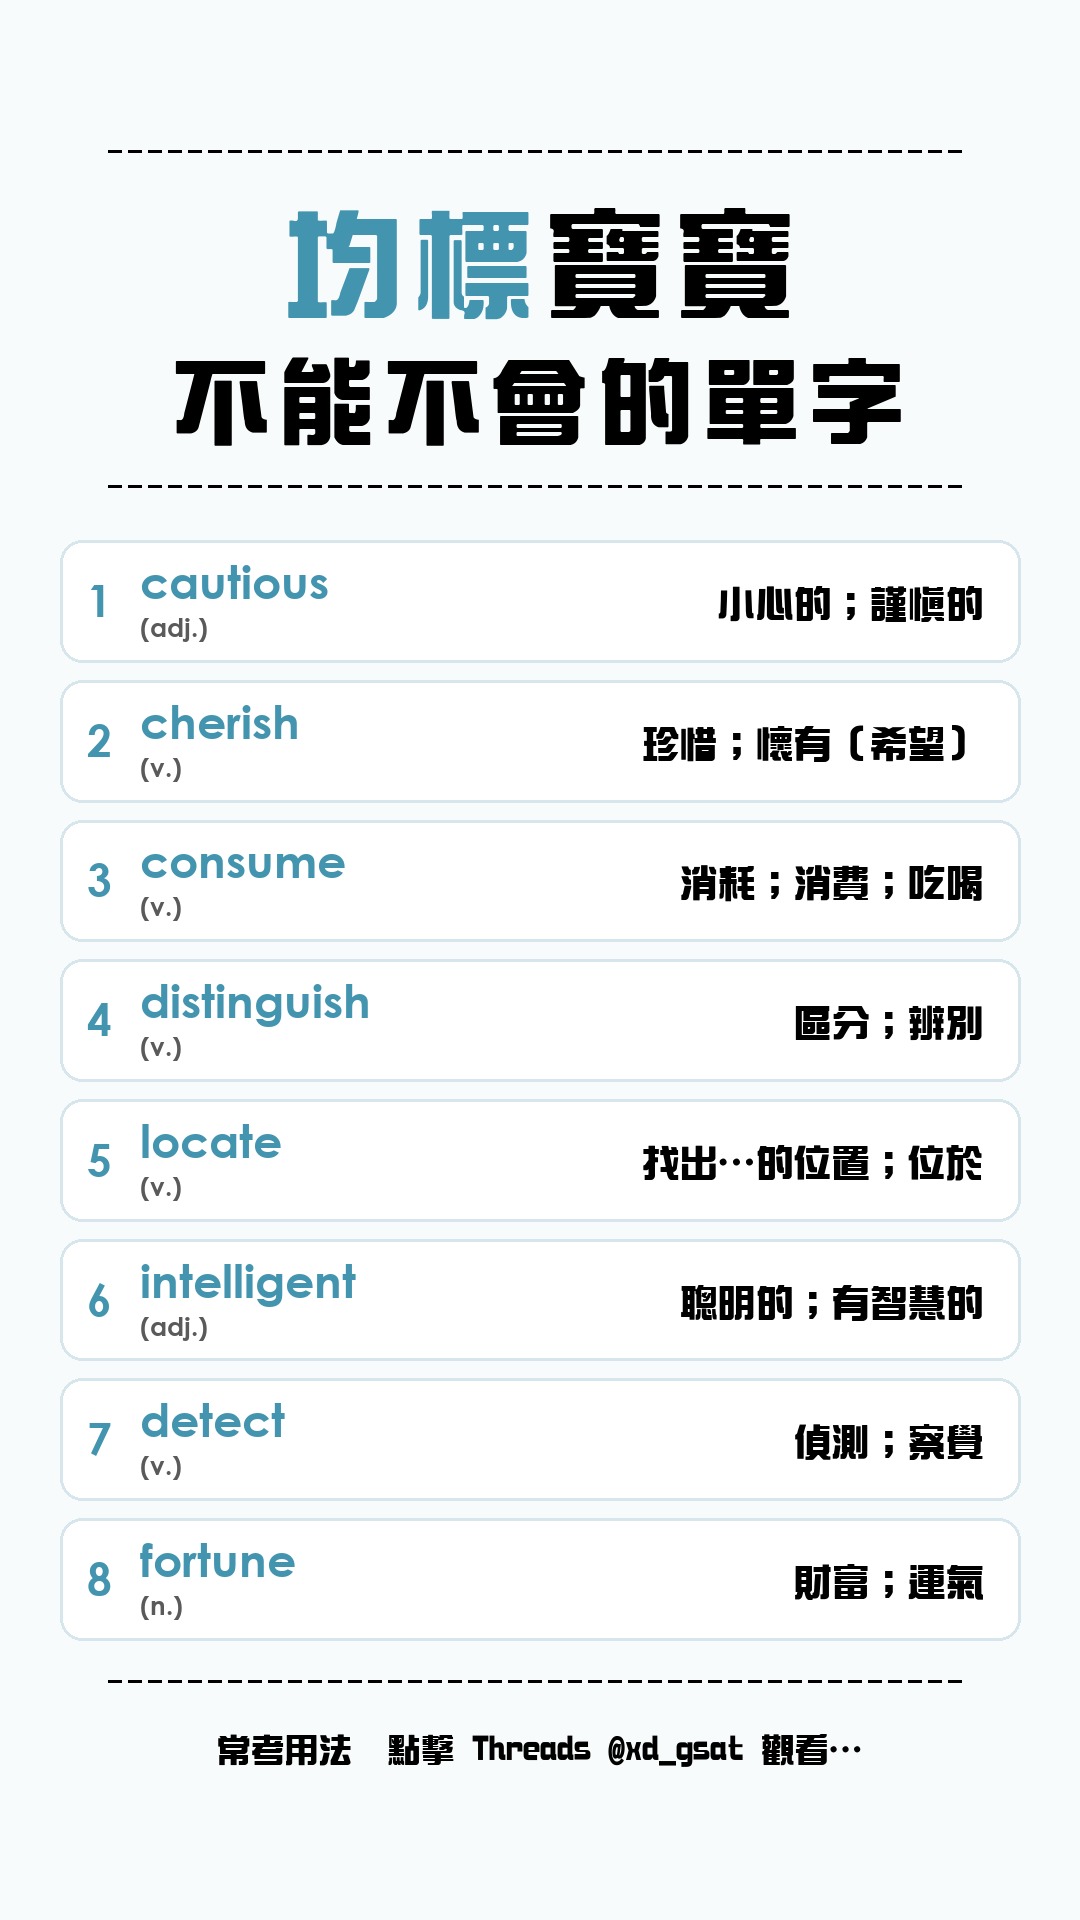 均標寶寶
不能不會的單字
1 cautious
(adj.)
小心的；謹慎的
2 cherish
(v.)
珍惜；懷有（希望）
3 consume
(v.)
消耗；消費；吃喝
4 distinguish
(v.)
區分；辨別
5 locate
(v.)
找出…的位置；位於
6 intelligent
(adj.)
聰明的；有智慧的
7 detect
(v.)
偵測；察覺
8 fortune
(n.)
財富；運氣
常考用法　點擊 Threads @xd_gsat 觀看…